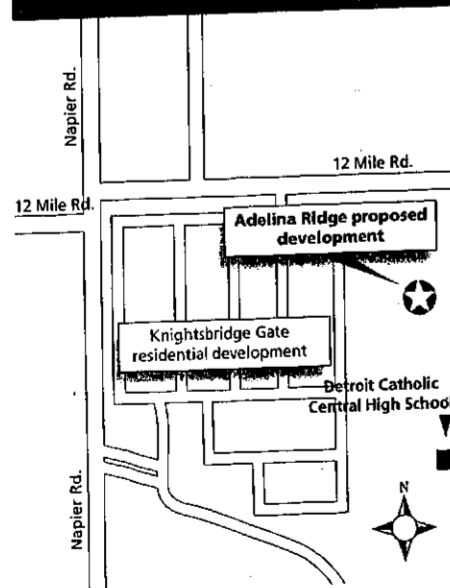 Napier Rd.
12 Mile Rd.
12 Mile Rd.
Adelina Ridge proposed
development
Knightsbridge Gate
residential development
Detroit Catholic
Central High School
Napier Rd.
N